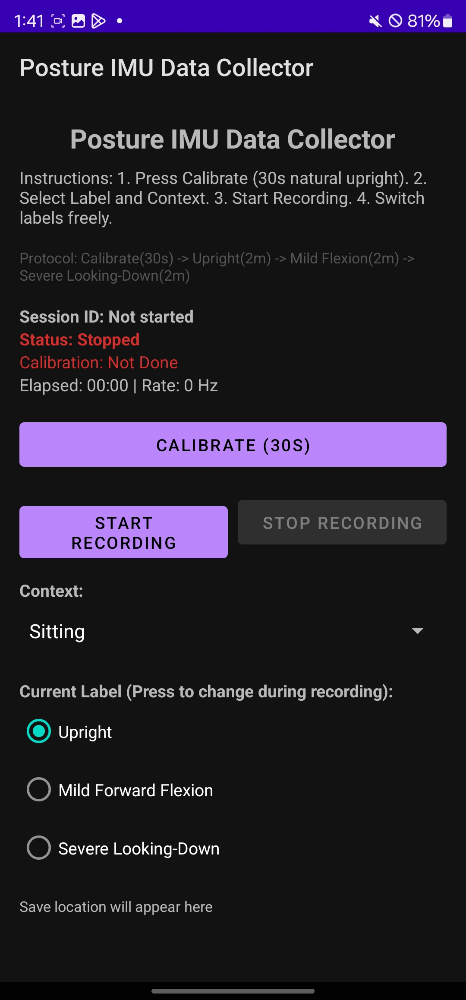 1:41 81%
Posture IMU Data Collector
Posture IMU Data Collector
Instructions: 1. Press Calibrate (30s natural upright). 2.
Select Label and Context. 3. Start Recording. 4. Switch
labels freely.
Protocol: Calibrate(30s) -> Upright(2m) -> Mild Flexion(2m) ->
Severe Looking-Down(2m)
Session ID: Not started
Status: Stopped
Calibration: Not Done
Elapsed: 00:00 | Rate: 0 Hz
CALIBRATE (30S)
START
RECORDING
STOP RECORDING
Context:
Sitting
Current Label (Press to change during recording):
Upright
Mild Forward Flexion
Severe Looking-Down
Save location will appear here